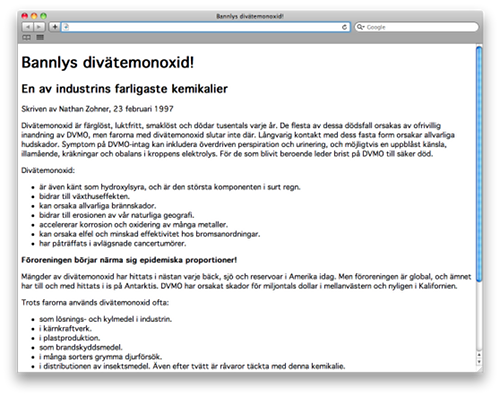 Bannlys divätemonoxid!
Google
Bannlys divätemonoxid!
En av industrins farligaste kemikalier
Skriven av Nathan Zohner, 23 februari 1997
Divätemonoxid är färglöst, luktfritt, smaklöst och dödar tusentals varje år. De flesta av dessa dödsfall orsakas av ofrivillig
inandning av DVMO, men farorna med divätemonoxid slutar inte där. Långvarig kontakt med dess fasta form orsakar allvarliga
hudskador. Symptom på DVMO-intag kan inkludera överdriven perspiration och urinering, och möjligtvis en uppblåst känsla,
illamående, kräkningar och obalans i kroppens elektrolys. För de som blivit beroende leder brist på DVMO till säker död.
Divätemonoxid:
• är även känt som hydroxylsyra, och är den största komponenten i surt regn.
• bidrar till växthuseffekten.
• kan orsaka allvarliga brännskador.
• bidrar till erosionen av vår naturliga geografi.
• accelererar korrosion och oxidering av många metaller.
• kan orsaka elfel och minskad effektivitet hos bromsanordningar.
• har påträffats i avlägsnade cancertumörer.
Föroreningen börjar närma sig epidemiska proportioner!
Mängder av divätemonoxid har hittats i nästan varje bäck, sjö och reservoar i Amerika idag. Men föroreningen är global, och ämnet
har till och med hittats i is på Antarktis. DVMO har orsakat skador för miljontals dollar i mellanvästern och nyligen i Kalifornien.
Trots farorna används divätemonoxid ofta:
• som lösnings- och kylmedel i industrin.
• i kärnkraftverk.
• i plastproduktion.
• som brandskyddsmedel.
• i många sorters grymma djurförsök.
• i distributionen av insektsmedel. Även efter tvätt är råvaror täckta med denna kemikalie.